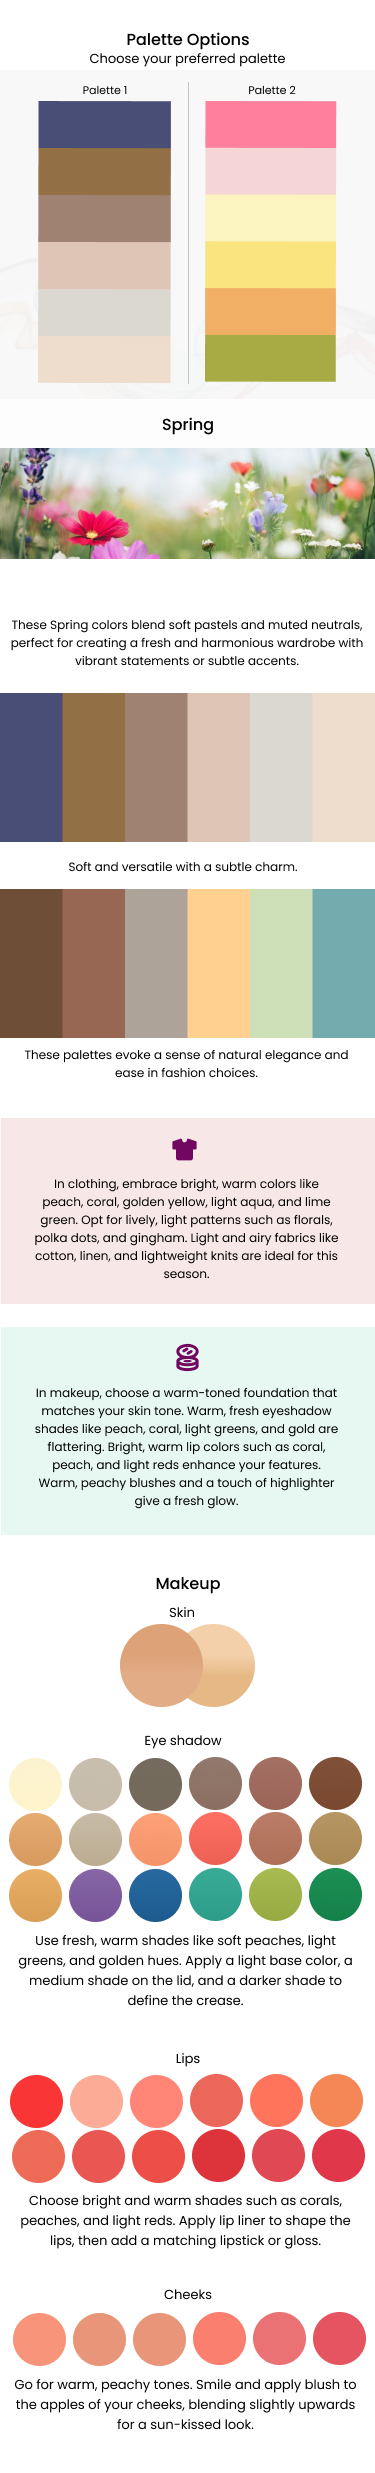 Palette Options
Choose your preferred palette
Palette 1
Palette 2
Spring
These Spring colors blend soft pastels and muted neutrals,
perfect for creating a fresh and harmonious wardrobe with
vibrant statements or subtle accents.
Soft and versatile with a subtle charm.
These palettes evoke a sense of natural elegance and
ease in fashion choices.
In clothing, embrace bright, warm colors like
peach, coral, golden yellow, light aqua, and lime
green. Opt for lively, light patterns such as florals,
polka dots, and gingham. Light and airy fabrics like
cotton, linen, and lightweight knits are ideal for this
season.
In makeup, choose a warm-toned foundation that
matches your skin tone. Warm, fresh eyeshadow
shades like peach, coral, light greens, and gold are
flattering. Bright, warm lip colors such as coral,
peach, and light reds enhance your features.
Warm, peachy blushes and a touch of highlighter
give a fresh glow.
Makeup
Skin
Eye shadow
Use fresh, warm shades like soft peaches, light
greens, and golden hues. Apply a light base color, a
medium shade on the lid, and a darker shade to
define the crease.
Lips
Choose bright and warm shades such as corals,
peaches, and light reds. Apply lip liner to shape the
lips, then add a matching lipstick or gloss.
Cheeks
Go for warm, peachy tones. Smile and apply blush to
the apples of your cheeks, blending slightly upwards
for a sun-kissed look.